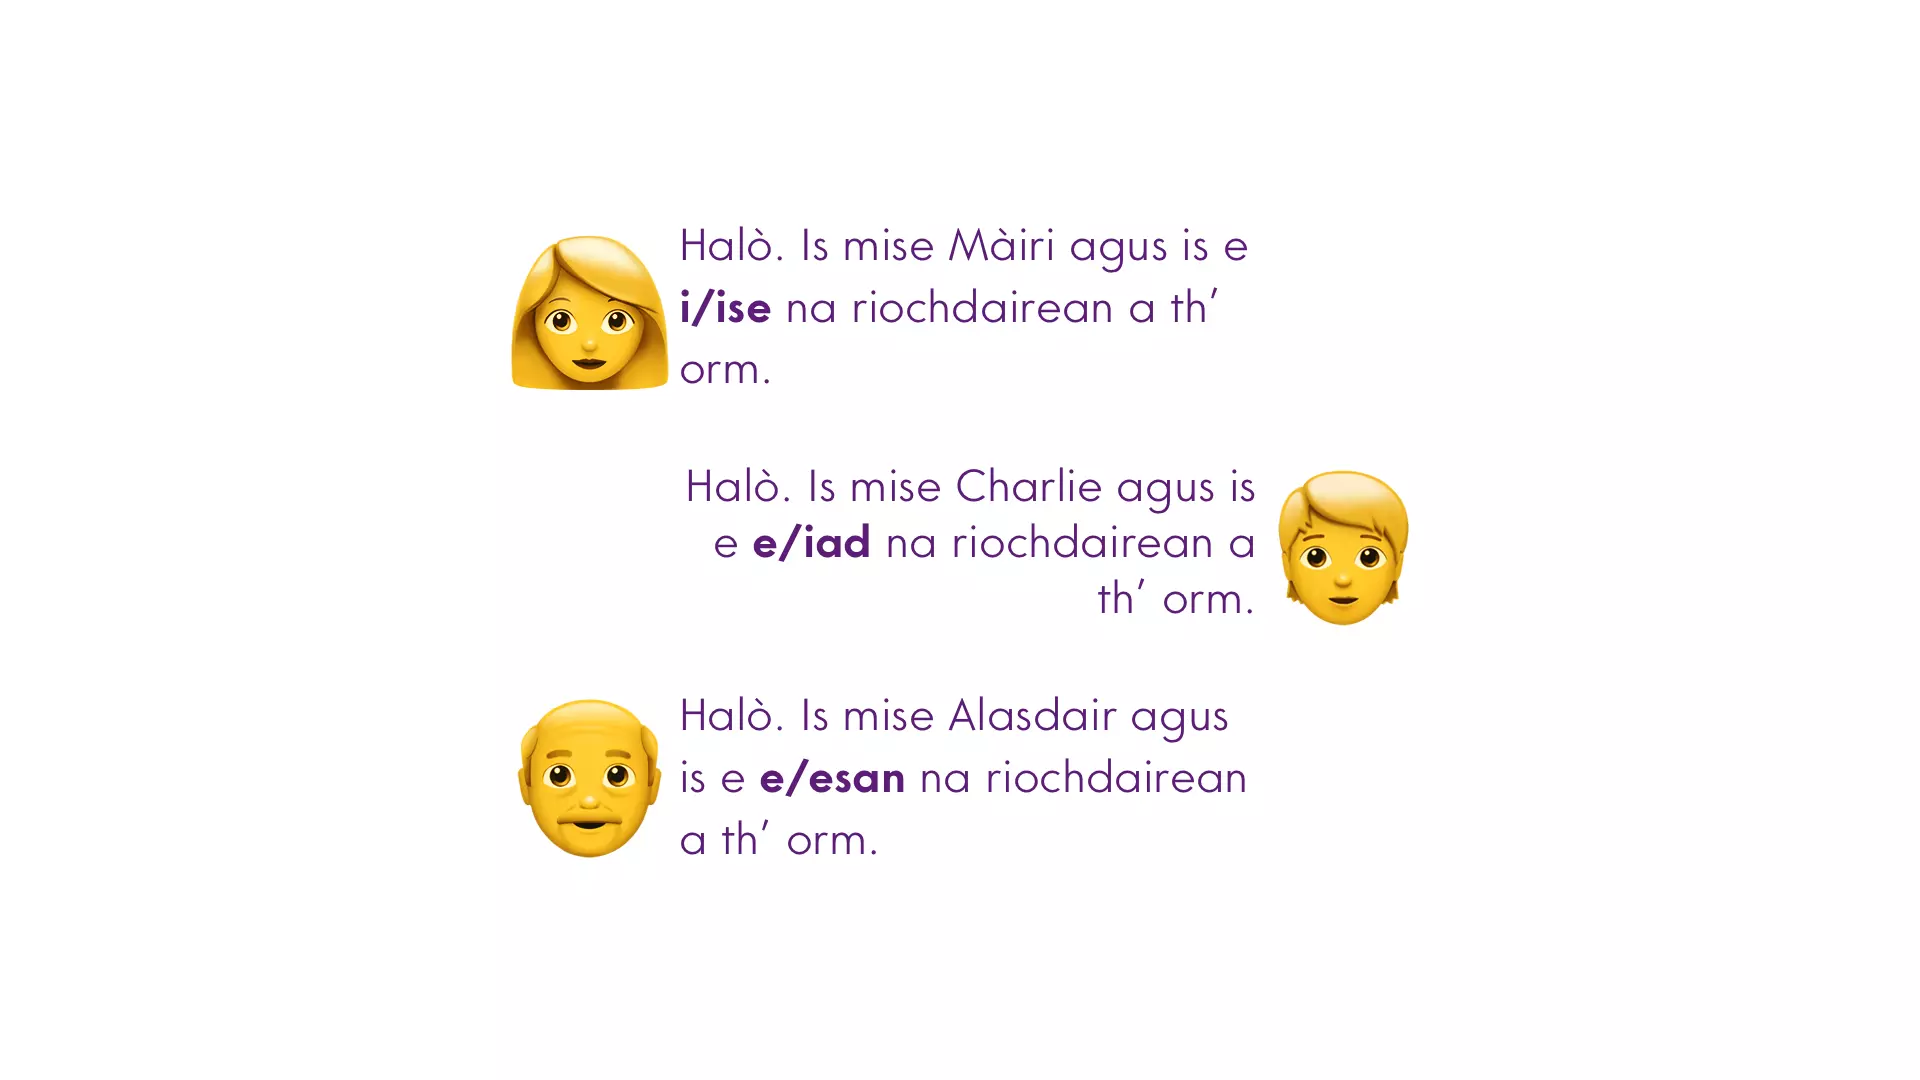 Halò. Is mise Màiri agus is e
i/ise na riochdairean a th’
orm.
Halò. Is mise Charlie agus is
e e/iad na riochdairean a
th’ orm.
Halò. Is mise Alasdair agus
is e e/esan na riochdairean
a th’ orm.